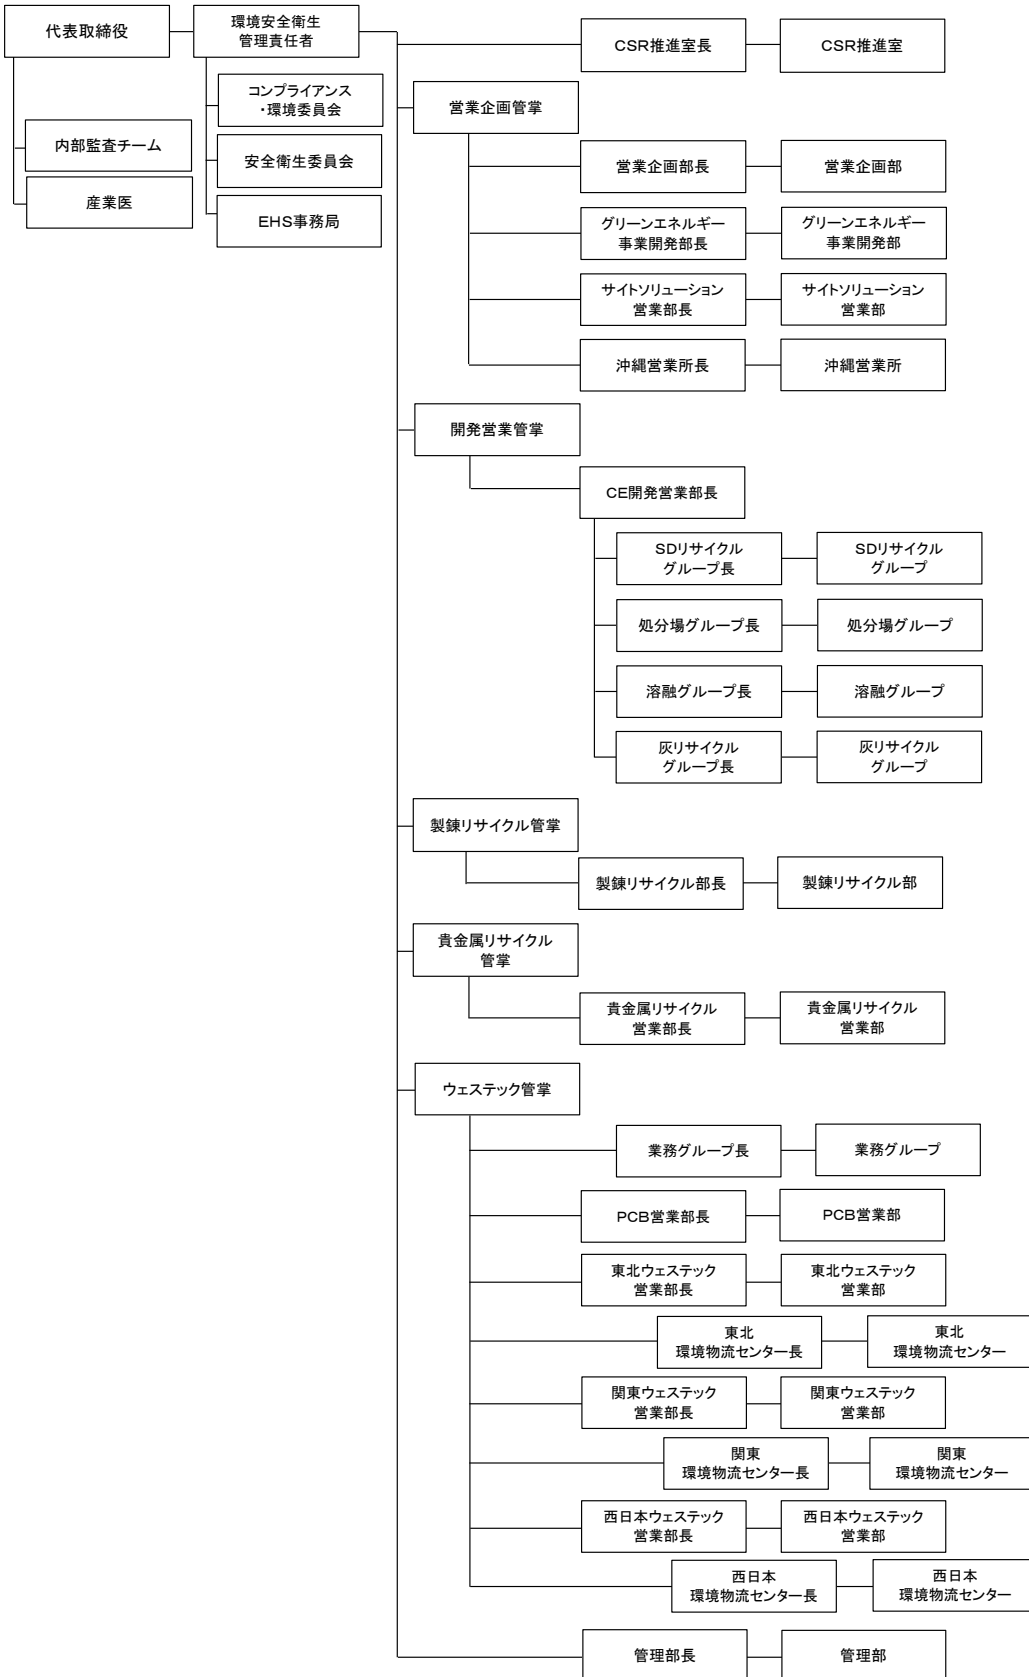 代表取締役
環境安全衛生
管理責任者
CSR推進室長
CSR推進室
コンプライアンス
・環境委員会
営業企画管掌
内部監査チーム
安全衛生委員会
営業企画部長
営業企画部
産業医
EHS事務局
グリーンエネルギー
事業開発部長
グリーンエネルギー
事業開発部
サイトソリューション
営業部長
サイトソリューション
営業部
沖縄営業所長
沖縄営業所
開発営業管掌
CE開発営業部長
SDリサイクル
グループ長
SDリサイクル
グループ
処分場グループ長
処分場グループ
溶融グループ長
溶融グループ
灰リサイクル
グループ長
灰リサイクル
グループ
製錬リサイクル管掌
製錬リサイクル部長
製錬リサイクル部
貴金属リサイクル
管掌
貴金属リサイクル
営業部長
貴金属リサイクル
営業部
ウェステック管掌
業務グループ長
業務グループ
PCB営業部長
PCB営業部
東北ウェステック
営業部長
東北ウェステック
営業部
東北
環境物流センター長
東北
環境物流センター
関東ウェステック
営業部長
関東ウェステック
営業部
関東
環境物流センター長
関東
環境物流センター
西日本ウェステック
営業部長
西日本ウェステック
営業部
西日本
環境物流センター長
西日本
環境物流センター
管理部長
管理部